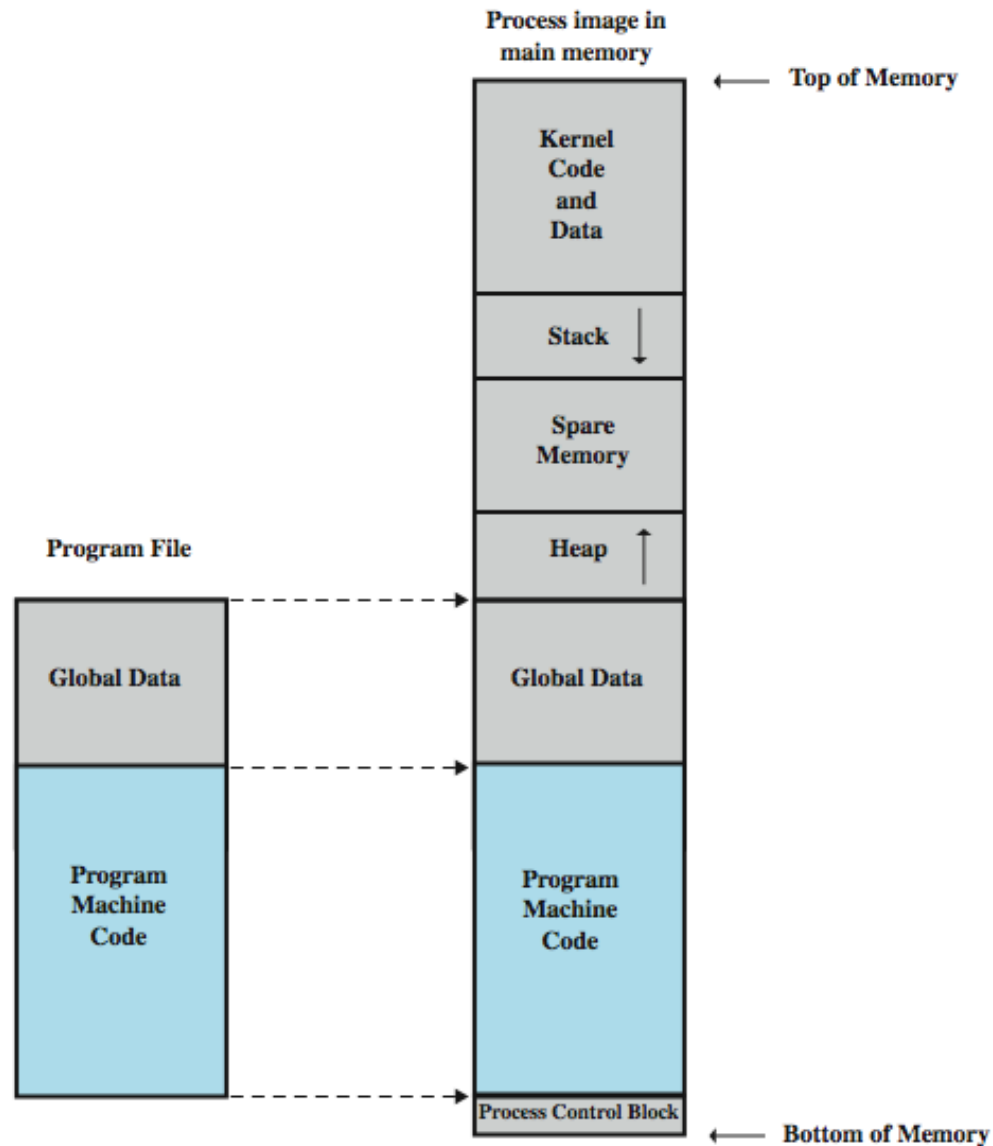 Process image in
main memory
Top of Memory
Kernel
Code
and
Data
Stack
Spare
Memory
Heap
Program File
Global Data
Global Data
Program
Machine
Code
Program
Machine
Code
Process Control Block
Bottom of Memory